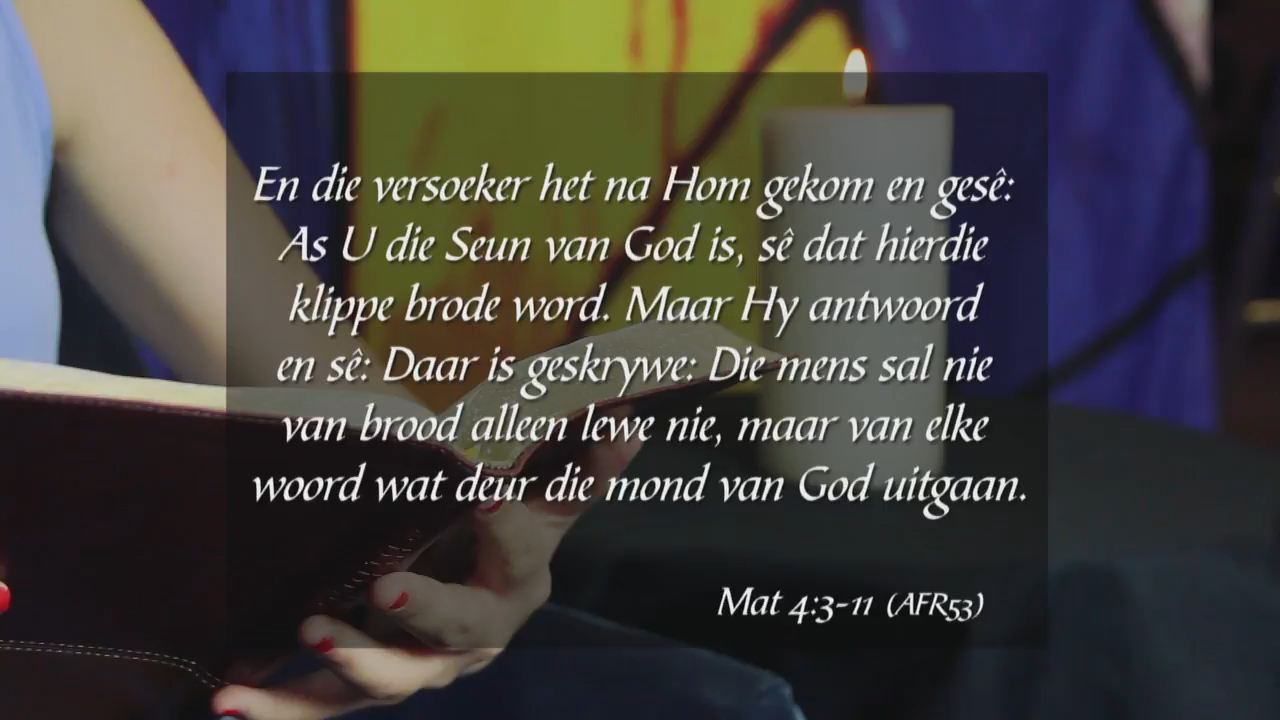 En die versoeker het na Hom gekom en gesê:
As U die Seun van God is, sê dat hierdie
klippe brode word. Maar Hy antwoord
en sê: Daar is geskrywe: Die mens sal nie
van brood alleen lewe nie, maar van elke
woord wat deur die mond van God uitgaan.
Mat 4:3-11 (AFR53)